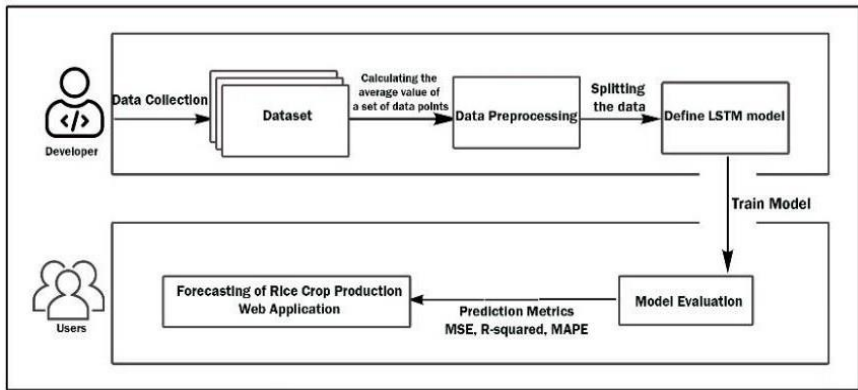 Developer
Data Collection
Dataset
Calculating the
average value of
a set of data points
Data Preprocessing
Splitting
the data
Define LSTM model
Train Model
Users
Forecasting of Rice Crop Production
Web Application
Prediction Metrics
MSE, R-squared, MAPE
Model Evaluation